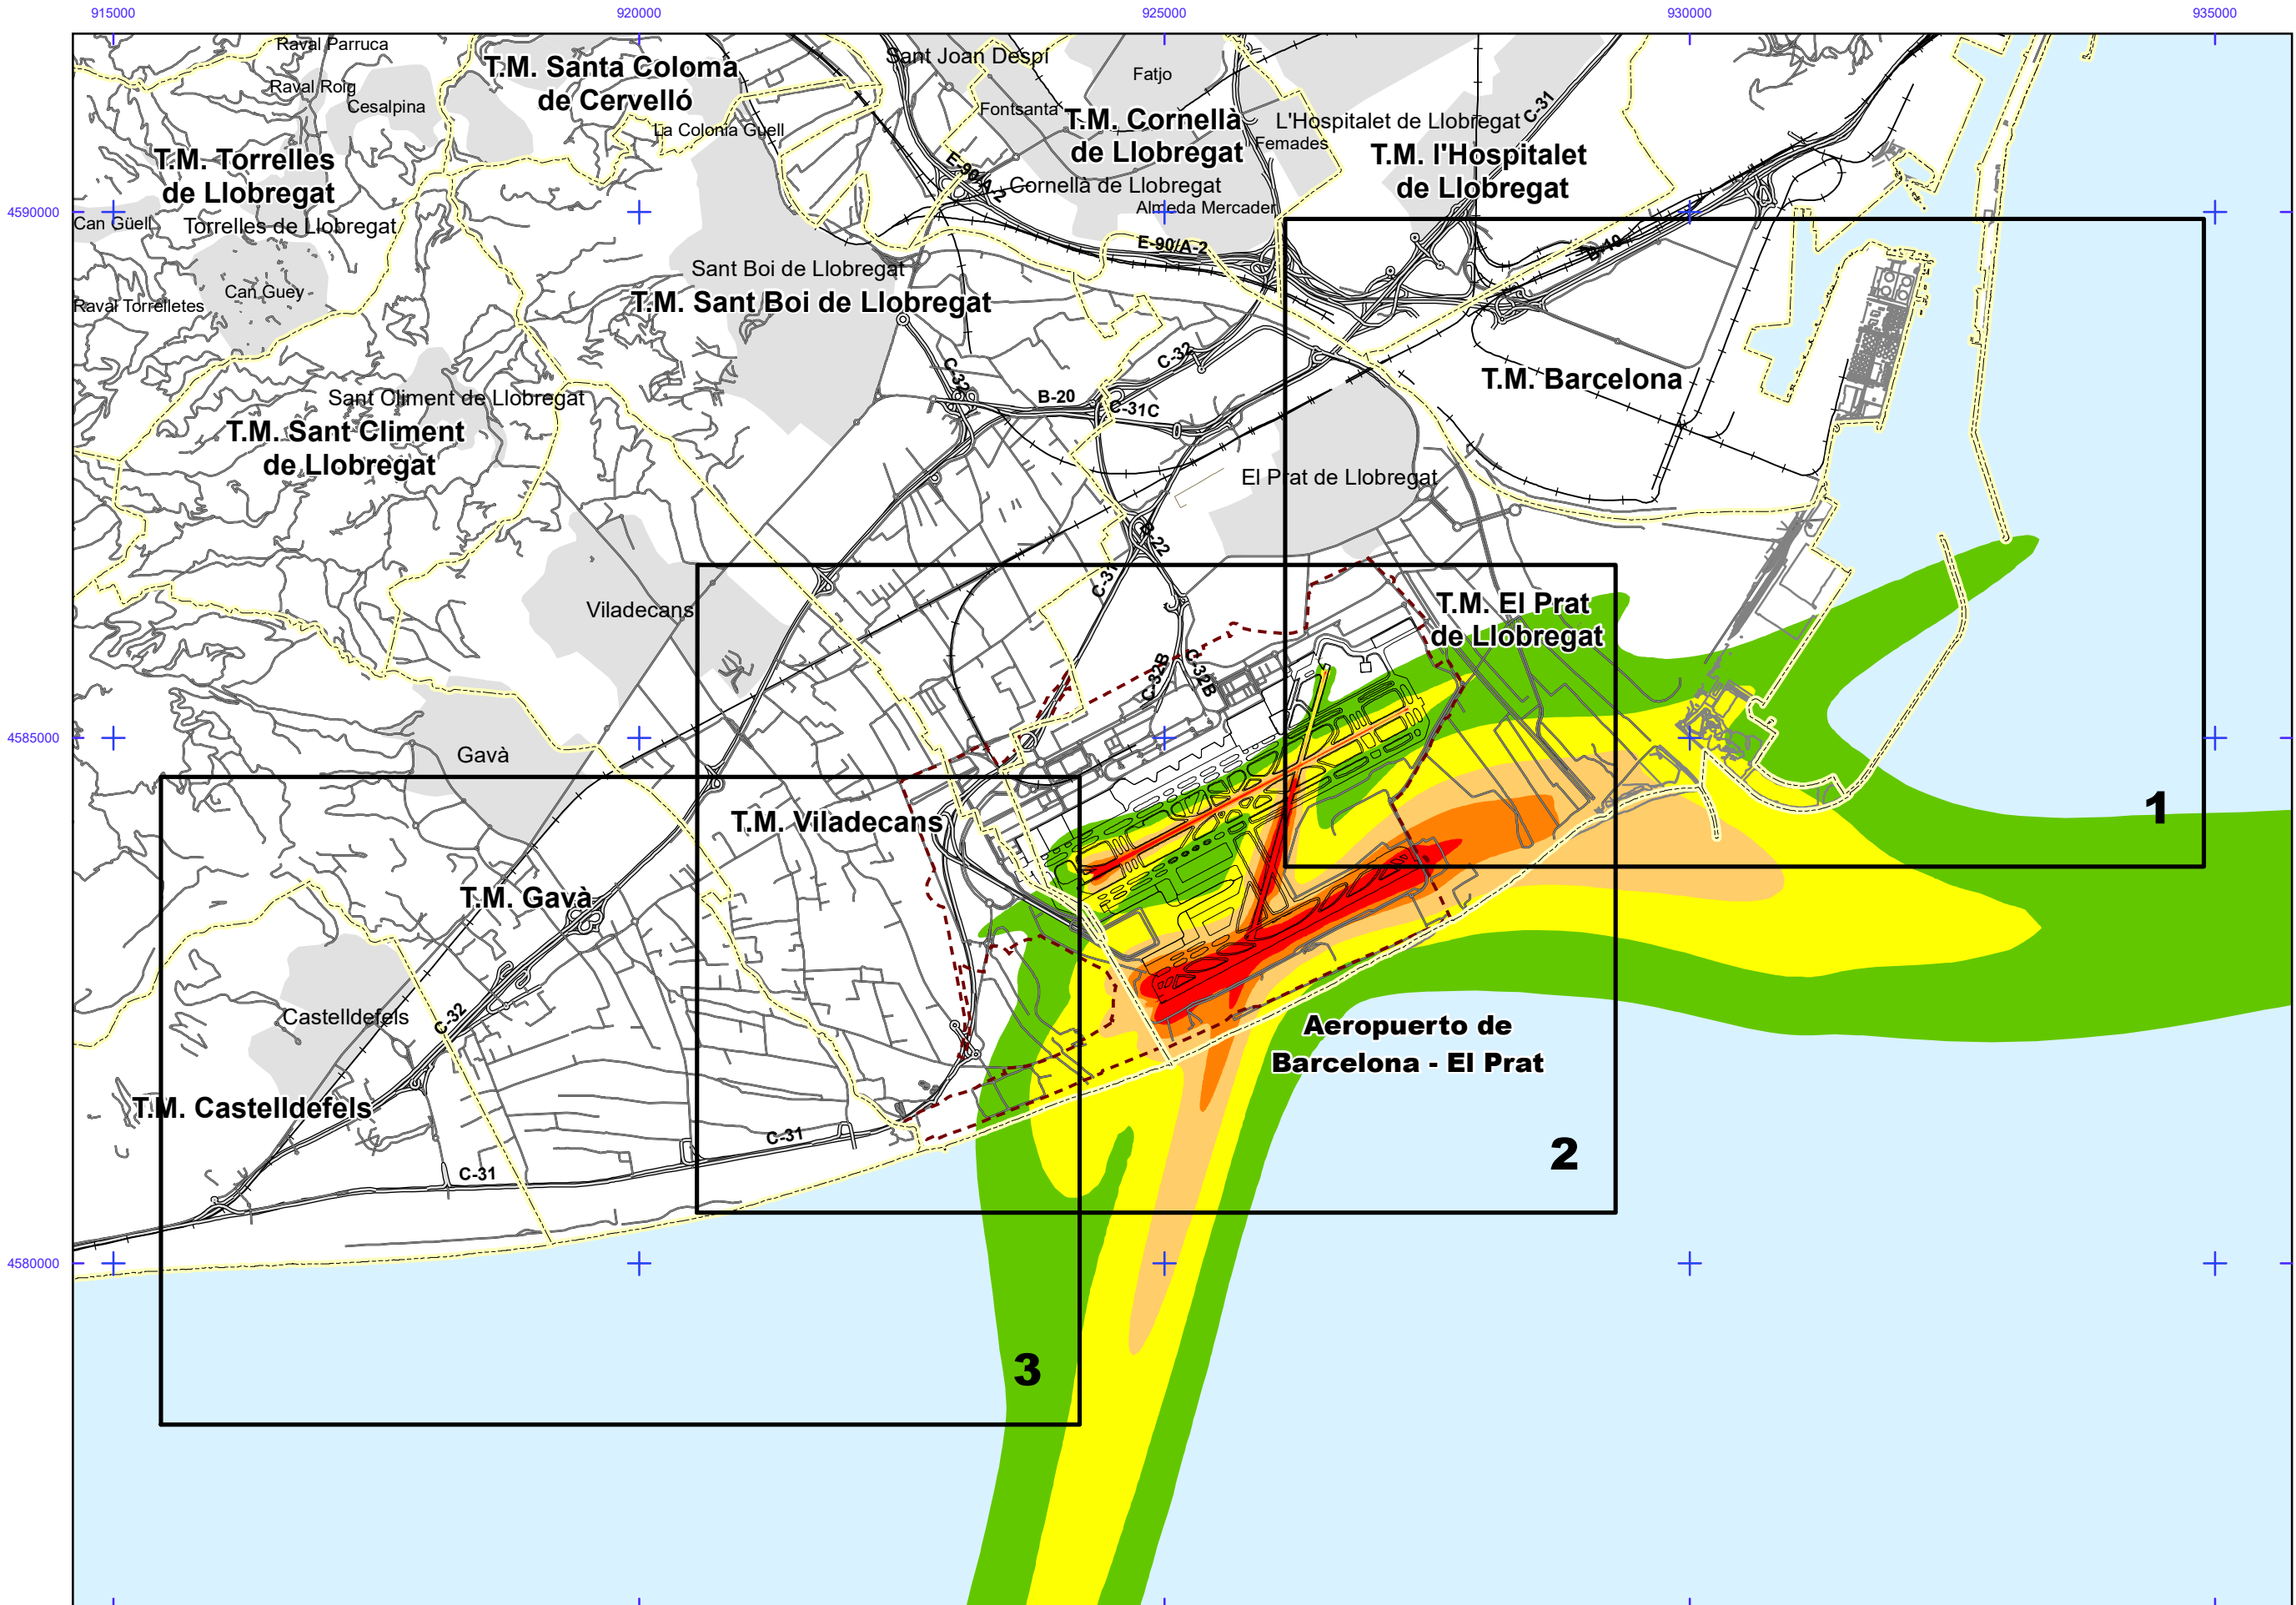 915000
920000
925000
930000
935000
Raval Parruca
T.M. Santa Coloma
de Cervelló
Sant Joan Despí
Fatjo
Raval Roig
Cesalpina
Fontsanta
T.M. Cornellà
de Llobregat
L'Hospitalet de Llobregat
C-31
La Colonia Guell
Femades
T.M. Torrelles
de Llobregat
E-90/A-2
T.M. l'Hospitalet
de Llobregat
Cornellà de Llobregat
Almeda Mercader
4590000
Can Güell
Torrelles de Llobregat
E-90/A-2
B-10
Sant Boi de Llobregat
T.M. Sant Boi de Llobregat
Can Guey
Raval Torrelletes
C-32
C-32
T.M. Barcelona
Sant Climent de Llobregat
B-20
C-31C
T.M. Sant Climent
de Llobregat
El Prat de Llobregat
B-22
C-31
Viladecans
T.M. El Prat
de Llobregat
C-32B
C-32B
4585000
Gavà
1
T.M. Viladecans
T.M. Gavà
Castelldefels
C-32
Aeropuerto de
Barcelona - El Prat
T.M. Castelldefels
C-31
2
C-31
4580000
3